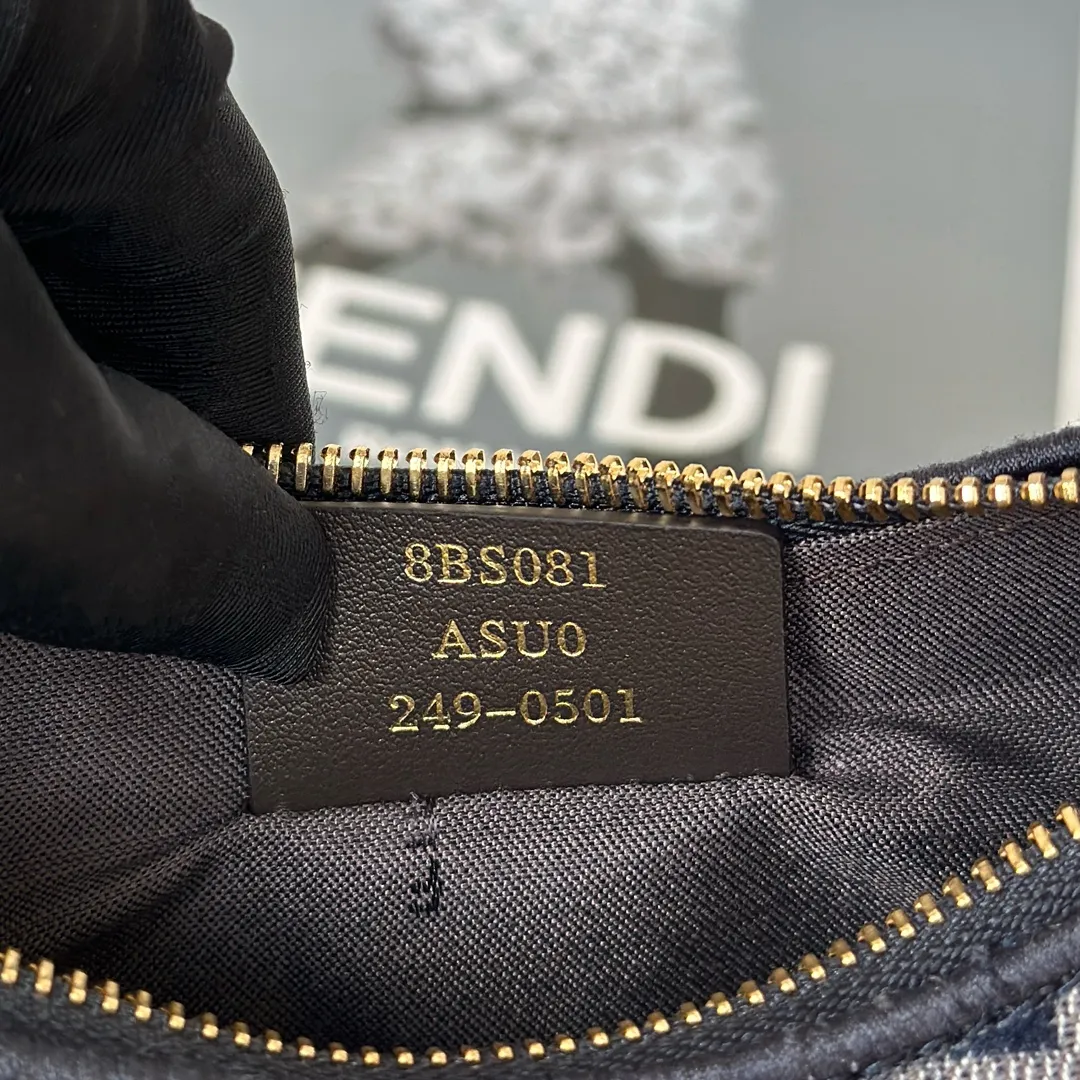 ENDI
8BS081
ASU0
249-0501